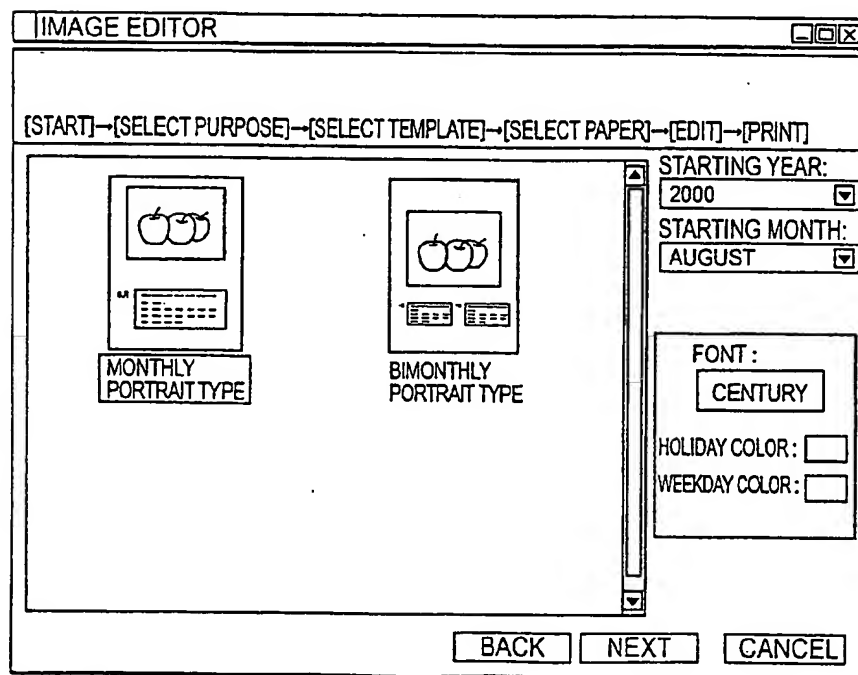 IMAGE EDITOR
[START]→[SELECT PURPOSE]→[SELECT TEMPLATE]→[SELECT PAPER]→[EDIT]→[PRINT]
STARTING YEAR:
2000
STARTING MONTH:
AUGUST
MONTHLY
PORTRAIT TYPE
BIMONTHLY
PORTRAIT TYPE
FONT :
CENTURY
HOLIDAY COLOR :
WEEKDAY COLOR :
BACK
NEXT
CANCEL